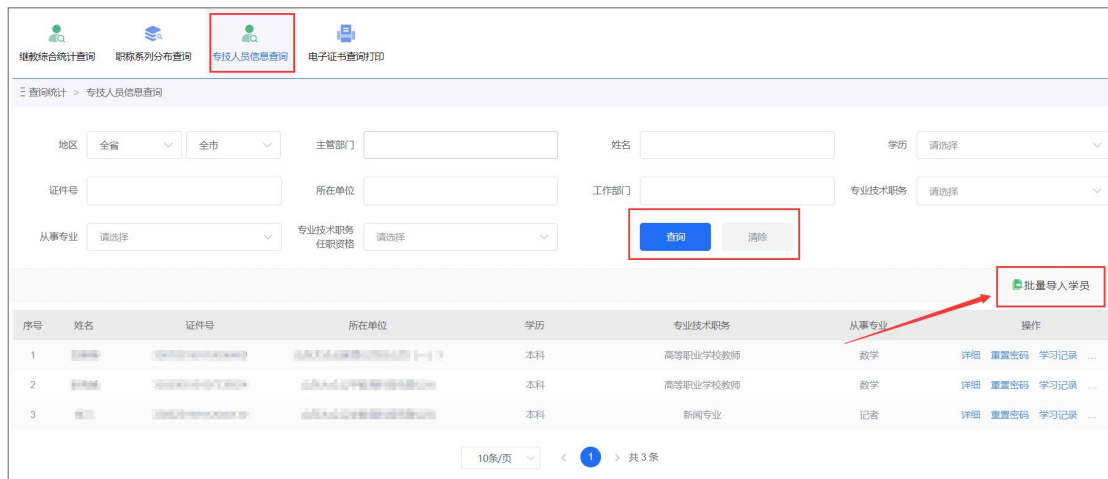 继教综合统计查询 职称系列分布查询 专技人员信息查询 电子证书查询打印
查询统计 > 专技人员信息查询
地区 全省 全市 主管部门 姓名 学历 请选择
证件号 所在单位 工作部门 专业技术职务 请选择
从事专业 请选择 专业技术职务任职资格 请选择 查询 清除
批量导入学员
序号 姓名 证件号 所在单位 学历 专业技术职务 从事专业 操作
1 本科 高等职业学校教师 数学 详细 重置密码 学习记录 ...
2 本科 高等职业学校教师 数学 详细 重置密码 学习记录 ...
3 本科 新闻专业 记者 详细 重置密码 学习记录 ...
10条/页 < 1 > 共3条